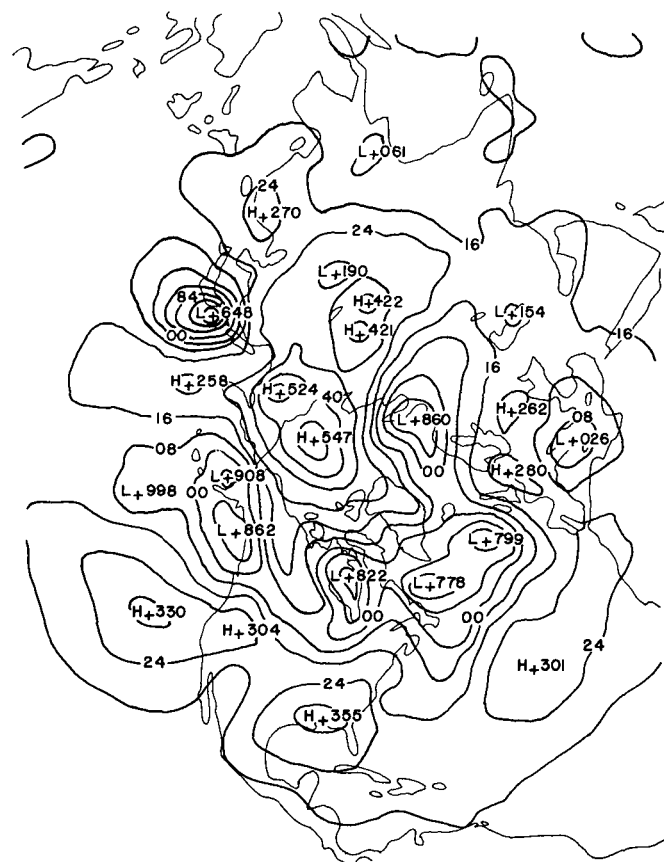 L+061
24
H+270
24
16
L+190
84
L+648
H+422
L+154
H+421
00
16
H+258
H+524
40
16
16
L+860
H+262
08
H+547
L+026
08
00
H+280
L+908
L+998
00
L+862
L+799
L+822
L+778
H+330
00
00
H+304
24
24
H+301
24
H+355